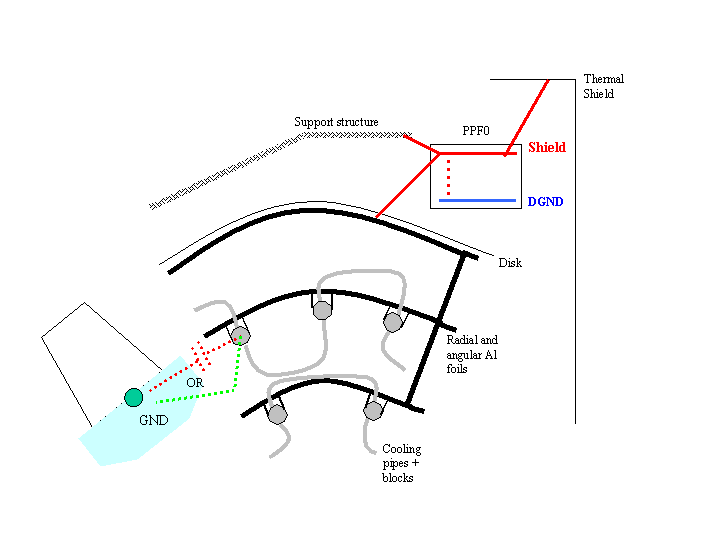 Thermal
Shield
Support structure
PPF0
Shield
DGND
Disk
Radial and
angular Al
foils
OR
GND
Cooling
pipes +
blocks